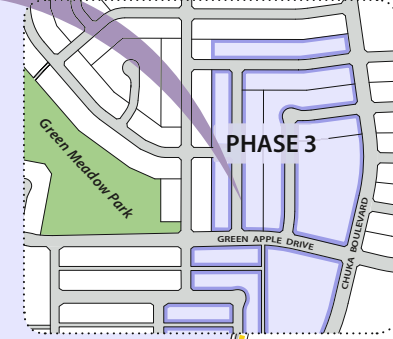 PHASE 3
Green Meadow Park
GREEN APPLE DRIVE
CHUKA BOULEVARD